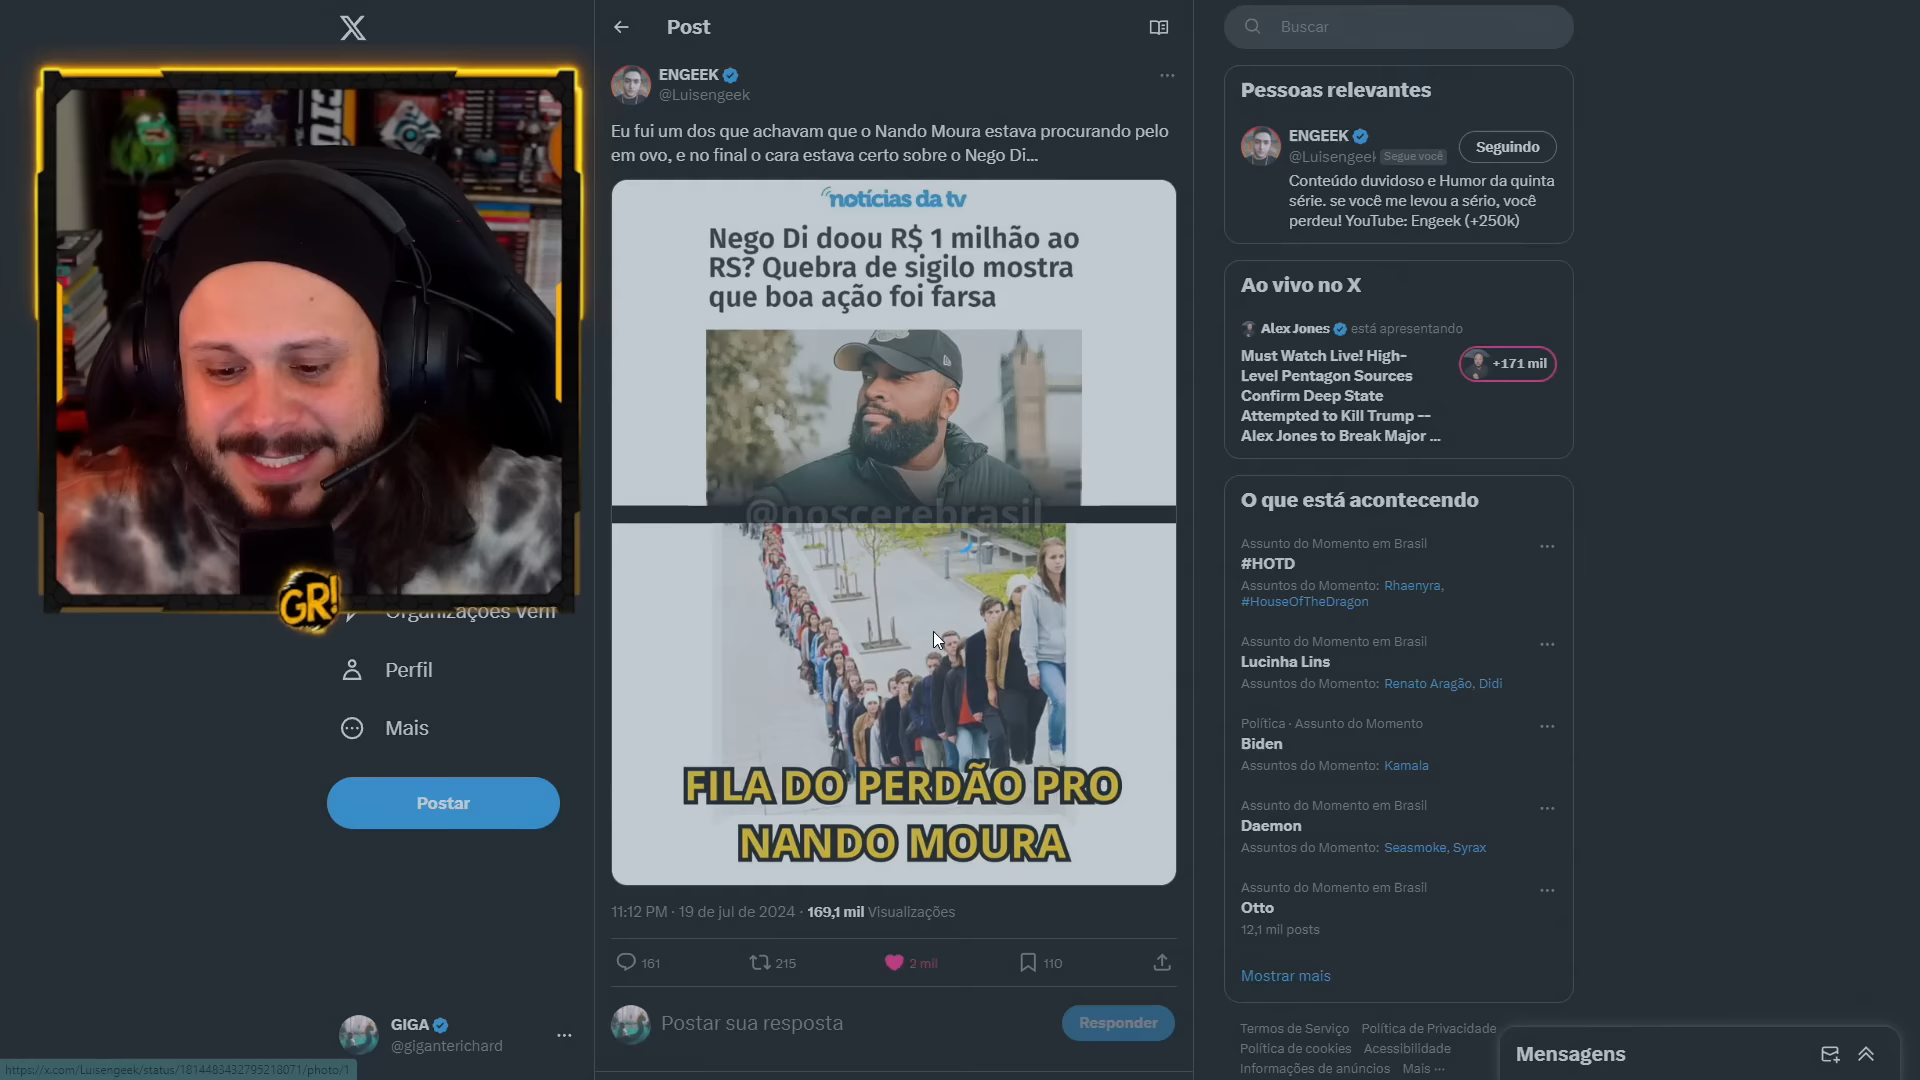 Post
Buscar
ENGEEK
@Luisengeek
Eu fui um dos que achavam que o Nando Moura estava procurando pelo
em ovo, e no final o cara estava certo sobre o Nego Di...
notícias da tv
Nego Di doou R$ 1 milhão ao
RS? Quebra de sigilo mostra
que boa ação foi farsa
@noscerebrasil
FILA DO PERDÃO PRO
NANDO MOURA
11:12 PM · 19 de jul de 2024 · 169,1 mil Visualizações
161
215
2 mil
110
Postar sua resposta
Responder
GR!
Organizações Verif
Perfil
Mais
Postar
GIGA
@giganterichard
https://x.com/Luisengeek/status/1814483432795218071/photo/1
Pessoas relevantes
ENGEEK
@Luisengeek Segue você
Seguindo
Conteúdo duvidoso e Humor da quinta
série. se você me levou a sério, você
perdeu! YouTube: Engeek (+250k)
Ao vivo no X
Alex Jones está apresentando
Must Watch Live! High-
Level Pentagon Sources
Confirm Deep State
Attempted to Kill Trump --
Alex Jones to Break Major ...
+171 mil
O que está acontecendo
Assunto do Momento em Brasil
#HOTD
Assuntos do Momento: Rhaenyra,
#HouseOfTheDragon
Assunto do Momento em Brasil
Lucinha Lins
Assuntos do Momento: Renato Aragão, Didi
Política · Assunto do Momento
Biden
Assuntos do Momento: Kamala
Assunto do Momento em Brasil
Daemon
Assuntos do Momento: Seasmoke, Syrax
Assunto do Momento em Brasil
Otto
12,1 mil posts
Mostrar mais
Termos de Serviço Política de Privacidade
Política de cookies Acessibilidade
Informações de anúncios Mais ...
Mensagens